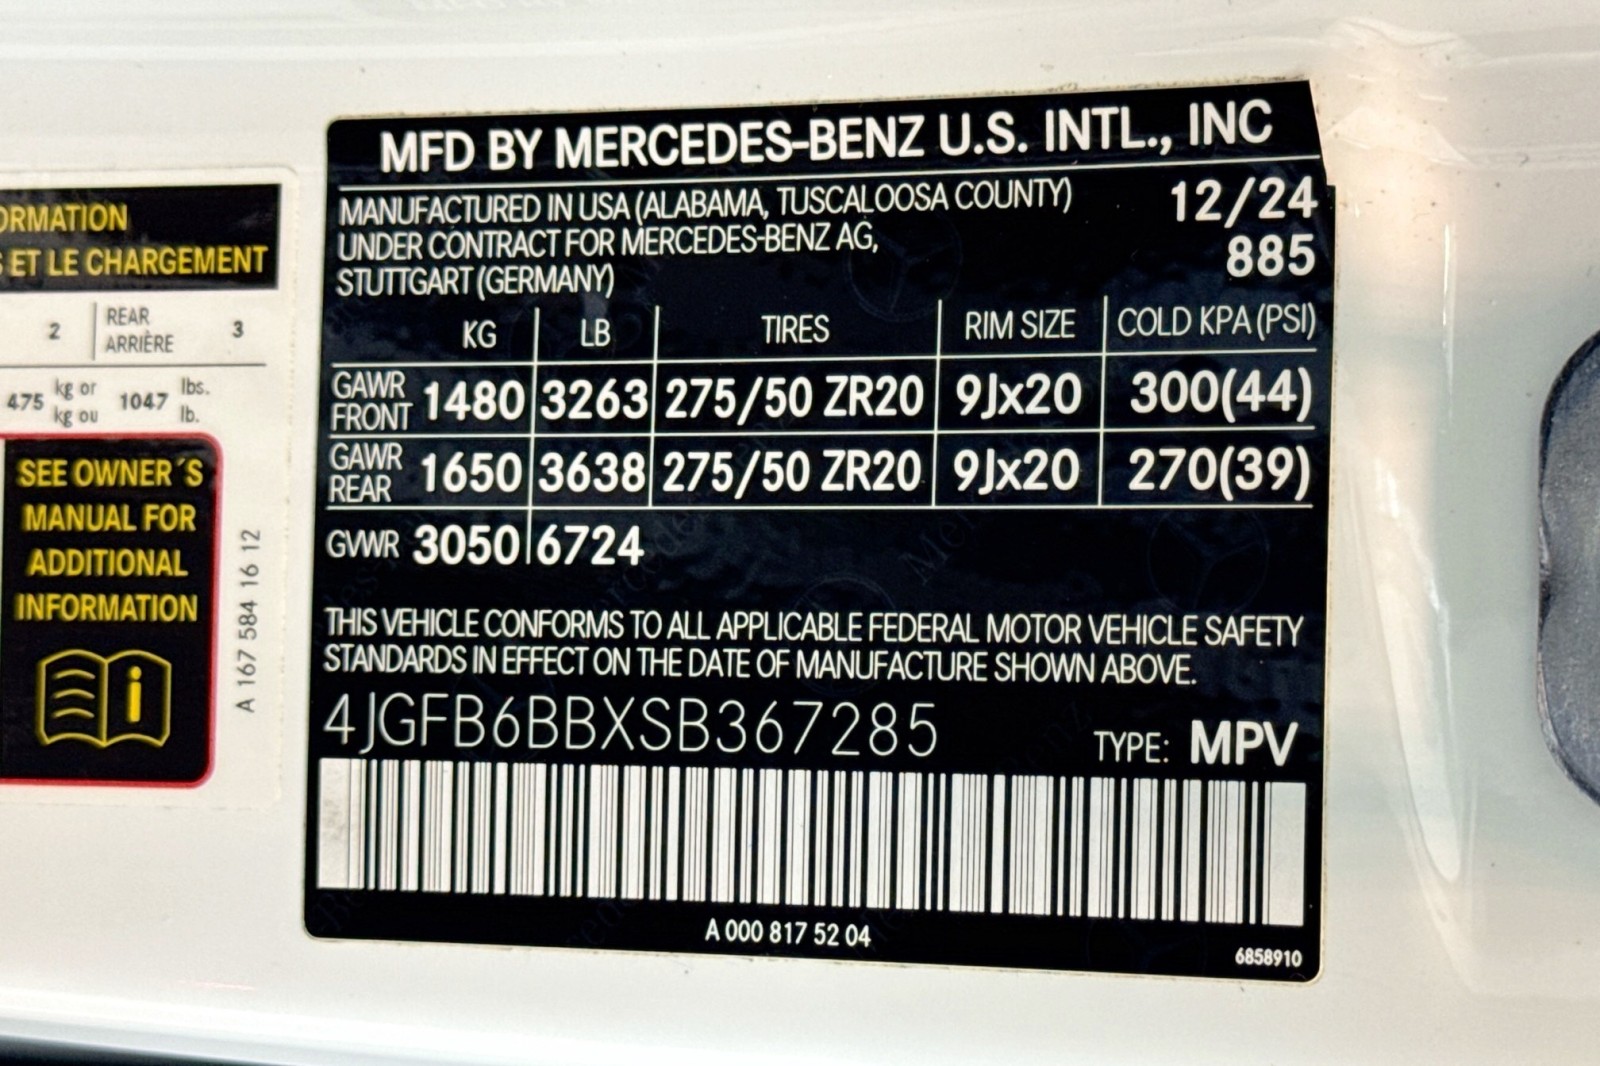 ORMATION
S ET LE CHARGEMENT
2 REAR ARRIÈRE 3
475 kg or kg ou 1047 lbs. lb.
SEE OWNER´S
MANUAL FOR
ADDITIONAL
INFORMATION
i
A 167 584 16 12
MFD BY MERCEDES-BENZ U.S. INTL., INC
MANUFACTURED IN USA (ALABAMA, TUSCALOOSA COUNTY) 12/24
UNDER CONTRACT FOR MERCEDES-BENZ AG, 885
STUTTGART (GERMANY)
KG LB TIRES RIM SIZE COLD KPA (PSI)
GAWR FRONT 1480 3263 275/50 ZR20 9Jx20 300(44)
GAWR REAR 1650 3638 275/50 ZR20 9Jx20 270(39)
GVWR 3050 6724
THIS VEHICLE CONFORMS TO ALL APPLICABLE FEDERAL MOTOR VEHICLE SAFETY
STANDARDS IN EFFECT ON THE DATE OF MANUFACTURE SHOWN ABOVE.
4JGFB6BBXSB367285 TYPE: MPV
A 000 817 52 04
6858910